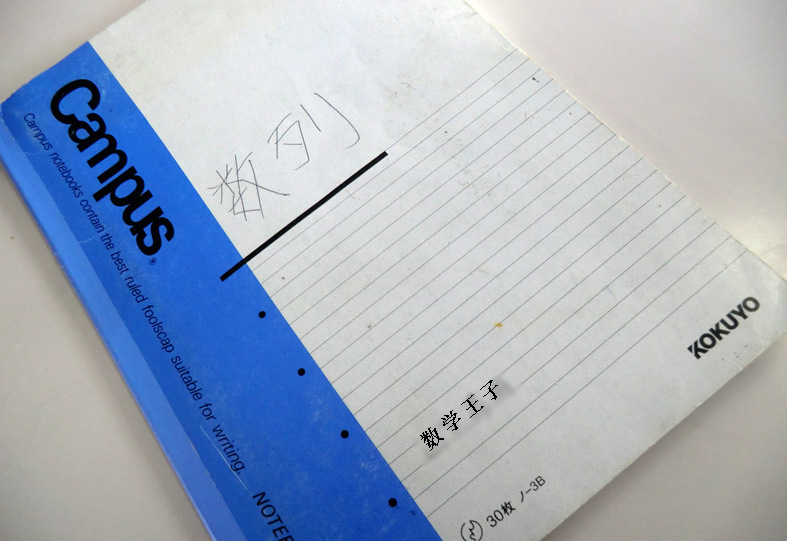 Campus®
Campus notebooks contain the best ruled foolscap suitable for writing.
数列
KOKUYO
数学王子
30枚 ノ-3B